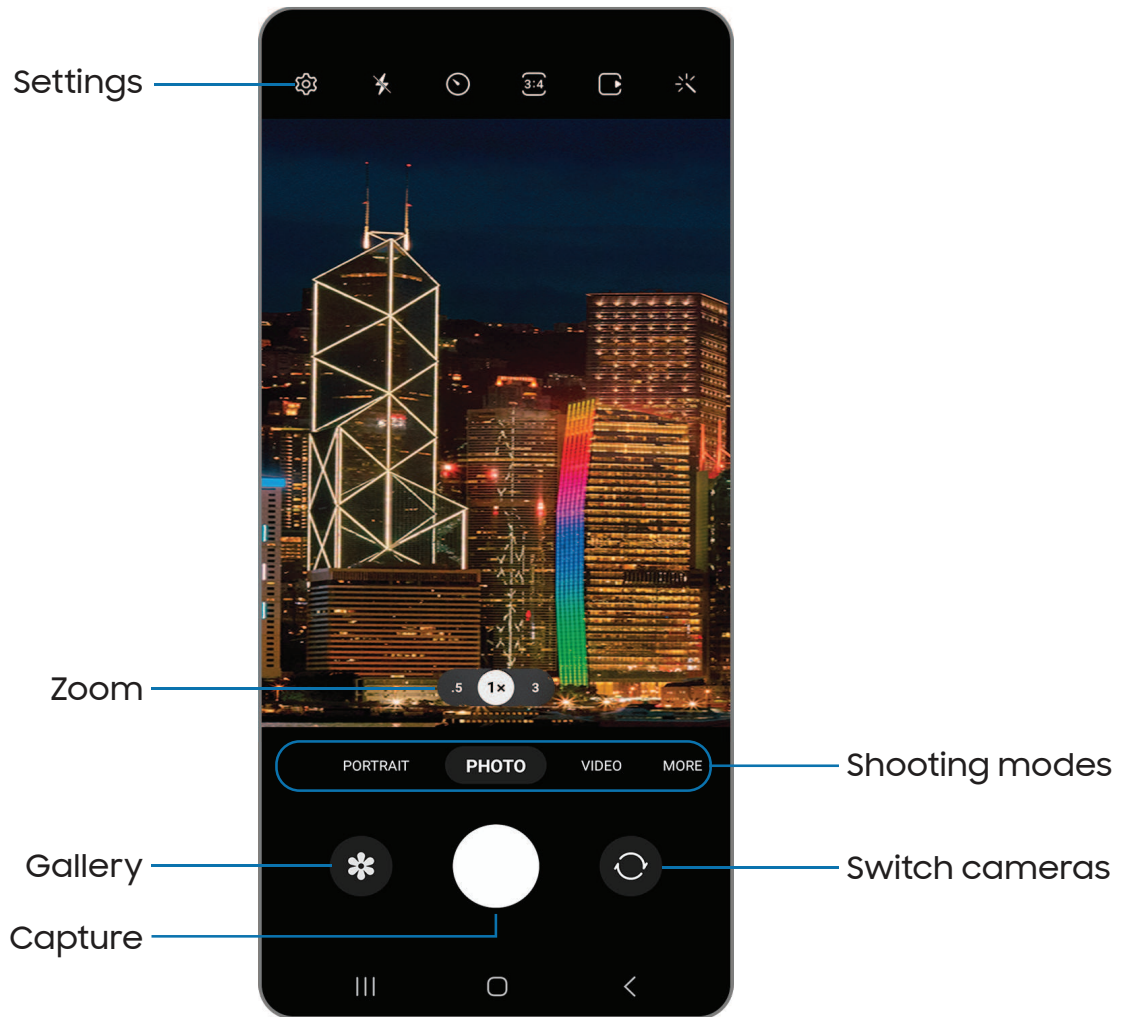 Settings
3:4
Zoom
.5 1× 3
PORTRAIT PHOTO VIDEO MORE
Shooting modes
Gallery
Switch cameras
Capture